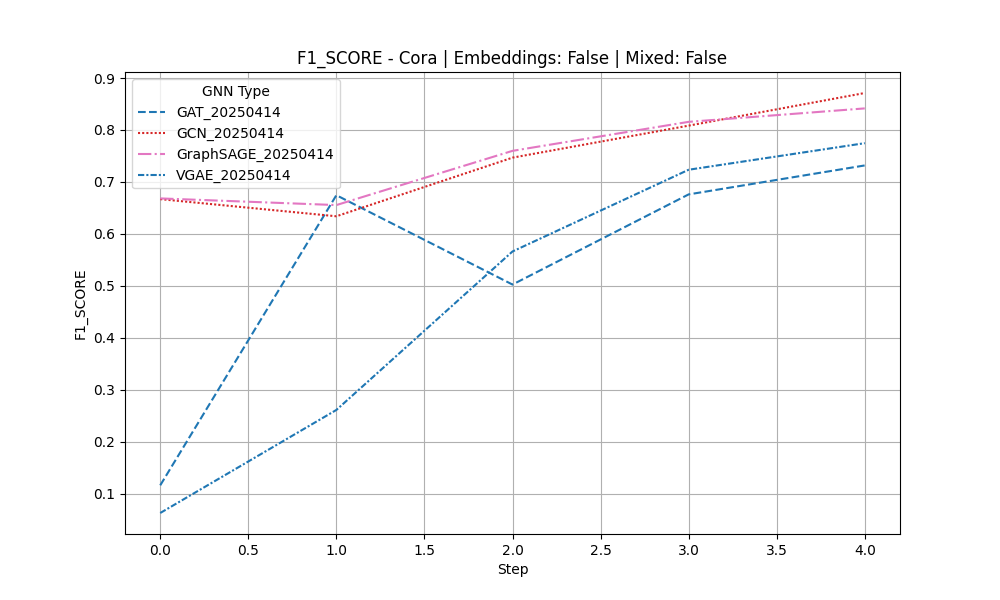 F1_SCORE - Cora | Embeddings: False | Mixed: False
GNN Type
GAT_20250414
GCN_20250414
GraphSAGE_20250414
VGAE_20250414
F1_SCORE
0.9
0.8
0.7
0.6
0.5
0.4
0.3
0.2
0.1
0.0 0.5 1.0 1.5 2.0 2.5 3.0 3.5 4.0
Step